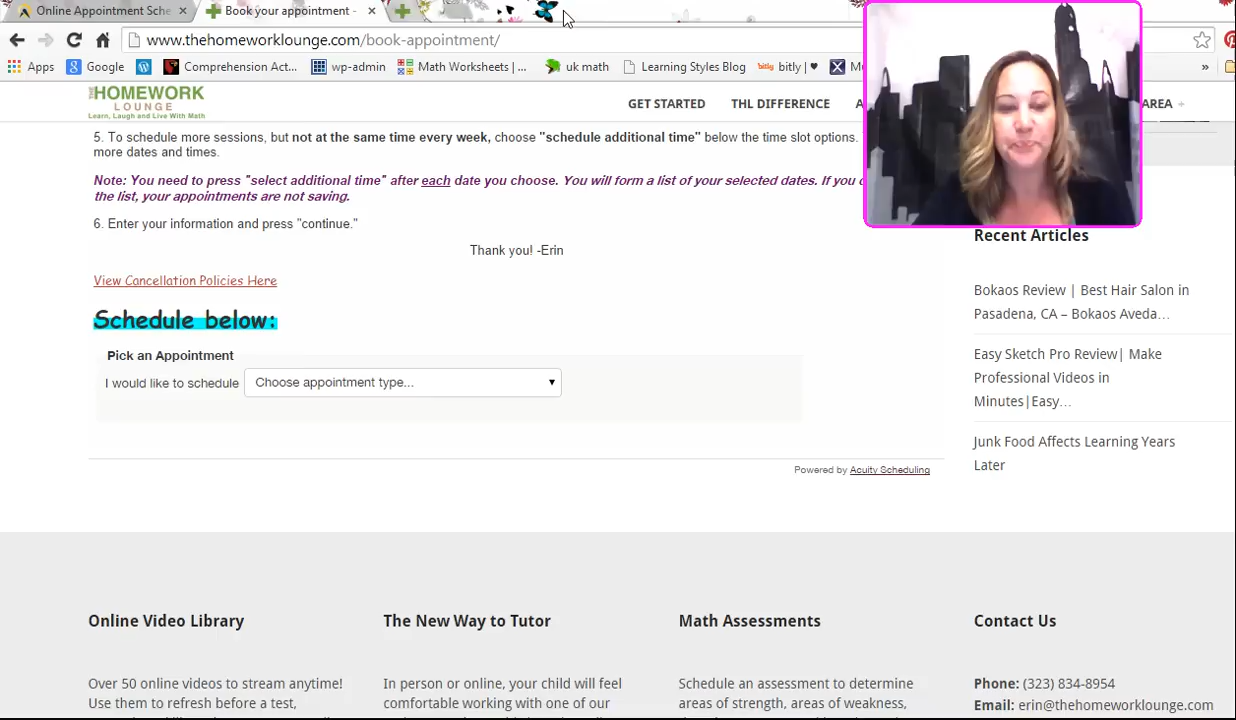 Online Appointment Sche
Book your appointment -
www.thehomeworklounge.com/book-appointment/
Apps
Google
Comprehension Act...
wp-admin
Math Worksheets | ...
uk math
Learning Styles Blog
bitly | ♥
»
THE
HOMEWORK
LOUNGE
Learn, Laugh and Live With Math
GET STARTED
THL DIFFERENCE
AREA
5. To schedule more sessions, but not at the same time every week, choose "schedule additional time" below the time slot options.
more dates and times.
Note: You need to press "select additional time" after each date you choose. You will form a list of your selected dates. If you
the list, your appointments are not saving.
6. Enter your information and press "continue."
Thank you! -Erin
View Cancellation Policies Here
Schedule below:
Pick an Appointment
I would like to schedule
Choose appointment type...
Powered by Acuity Scheduling
Recent Articles
Bokaos Review | Best Hair Salon in
Pasadena, CA – Bokaos Aveda…
Easy Sketch Pro Review| Make
Professional Videos in
Minutes|Easy…
Junk Food Affects Learning Years
Later
Online Video Library
Over 50 online videos to stream anytime!
Use them to refresh before a test,
The New Way to Tutor
In person or online, your child will feel
comfortable working with one of our
Math Assessments
Schedule an assessment to determine
areas of strength, areas of weakness,
Contact Us
Phone: (323) 834-8954
Email: erin@thehomeworklounge.com